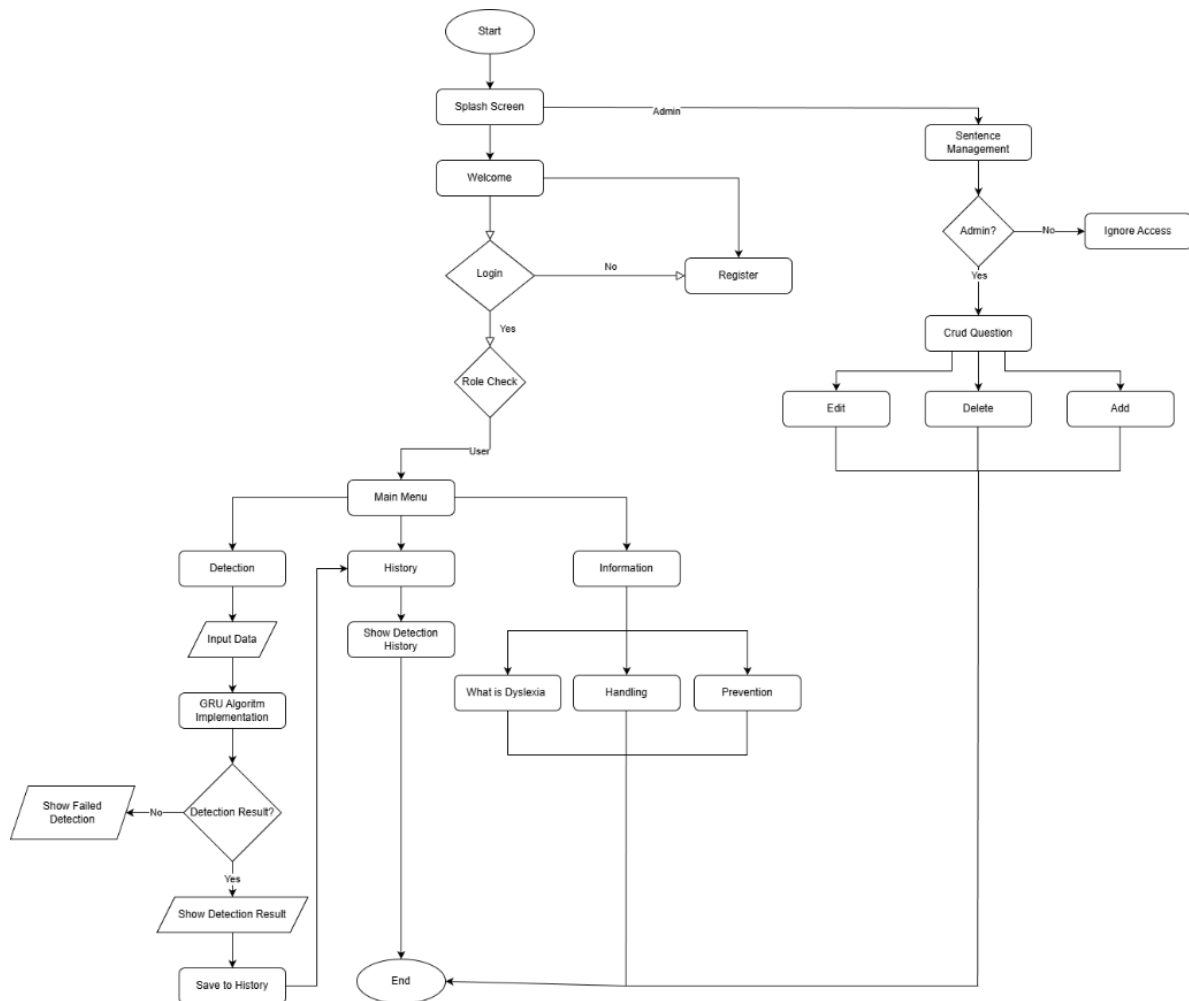 Start
Splash Screen
Admin
Sentence
Management
Welcome
Admin?
No
Ignore Access
Login
No
Register
Yes
Yes
Crud Question
Role Check
Edit
Delete
Add
User
Main Menu
Detection
History
Information
Input Data
Show Detection
History
What is Dyslexia
Handling
Prevention
GRU Algoritm
Implementation
Show Failed
Detection
No
Detection Result?
Yes
Show Detection Result
Save to History
End